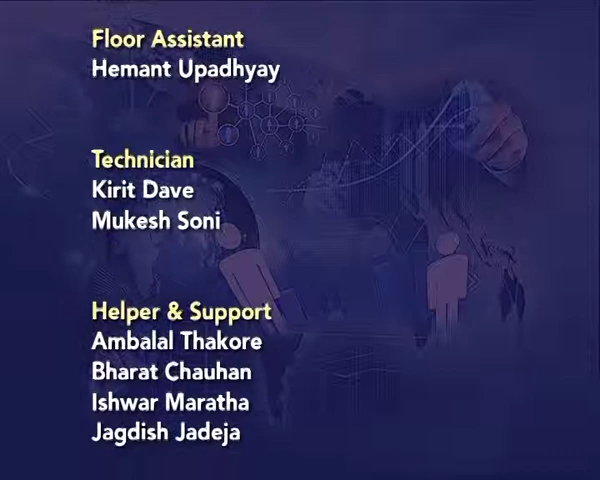 Floor Assistant
Hemant Upadhyay
Technician
Kirit Dave
Mukesh Soni
Helper & Support
Ambalal Thakore
Bharat Chauhan
Ishwar Maratha
Jagdish Jadeja